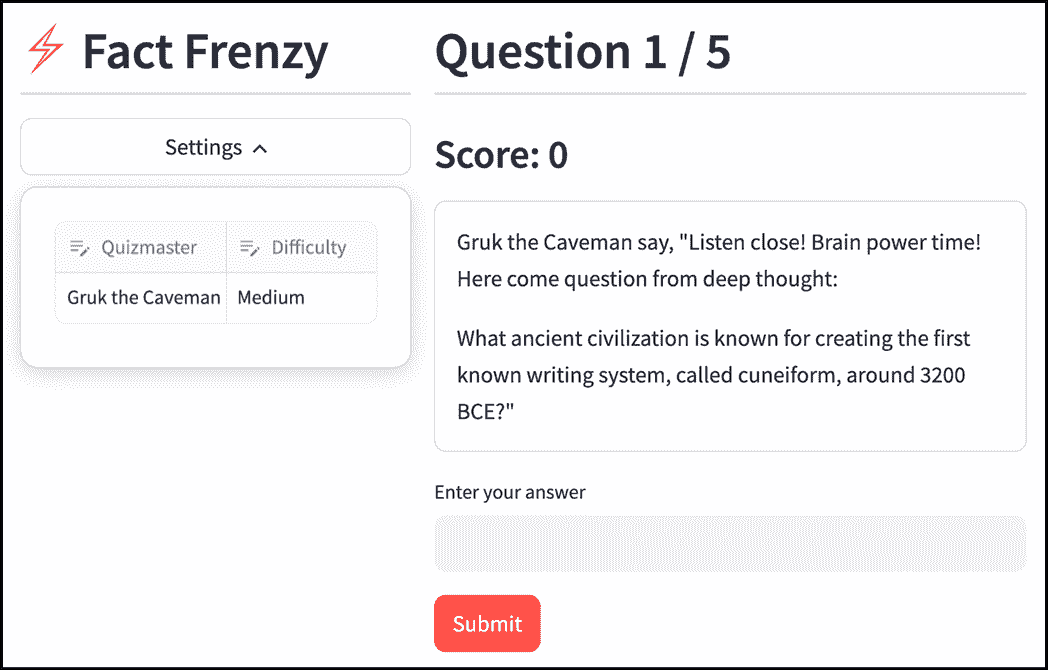 Fact Frenzy
Settings
Quizmaster Difficulty
Gruk the Caveman Medium
Question 1 / 5
Score: 0
Gruk the Caveman say, "Listen close! Brain power time!
Here come question from deep thought:
What ancient civilization is known for creating the first
known writing system, called cuneiform, around 3200
BCE?"
Enter your answer
Submit